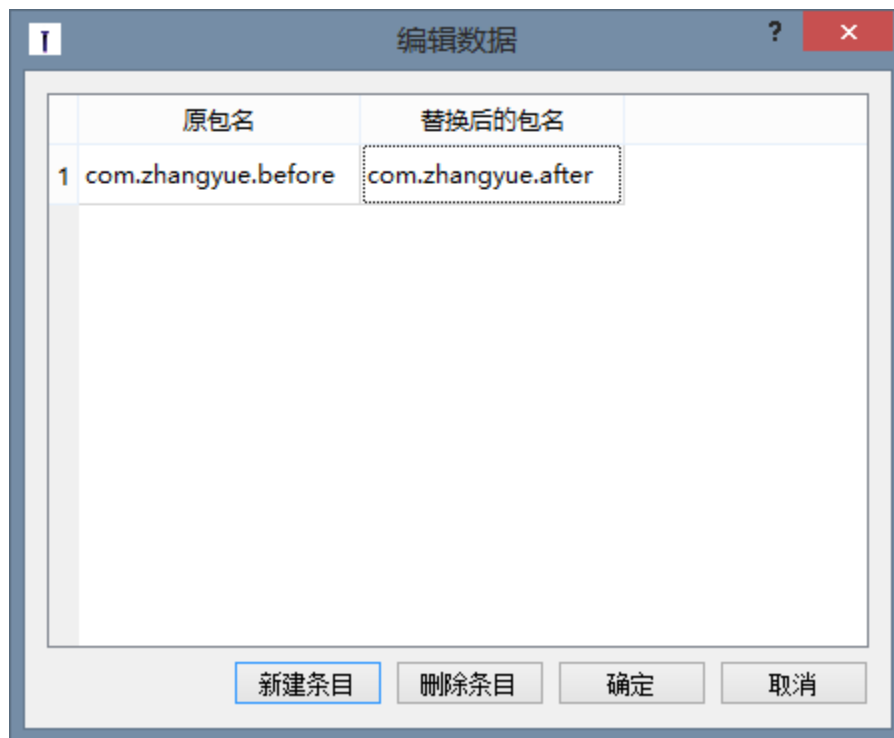 编辑数据
?
原包名 替换后的包名
1 com.zhangyue.before com.zhangyue.after
新建条目 删除条目 确定 取消